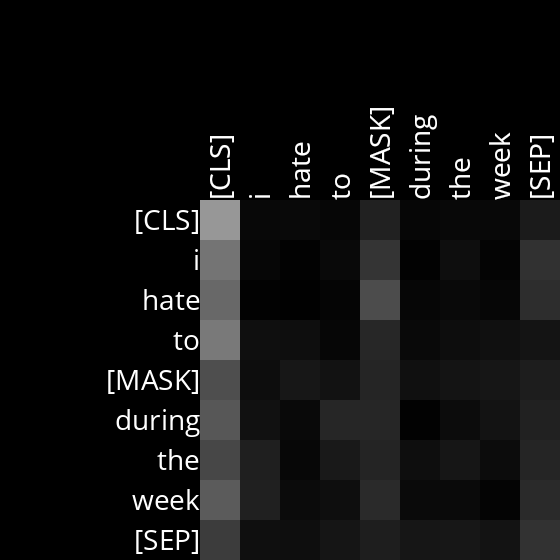 [CLS] i hate to [MASK] during the week [SEP]
[CLS]
i
hate
to
[MASK]
during
the
week
[SEP]